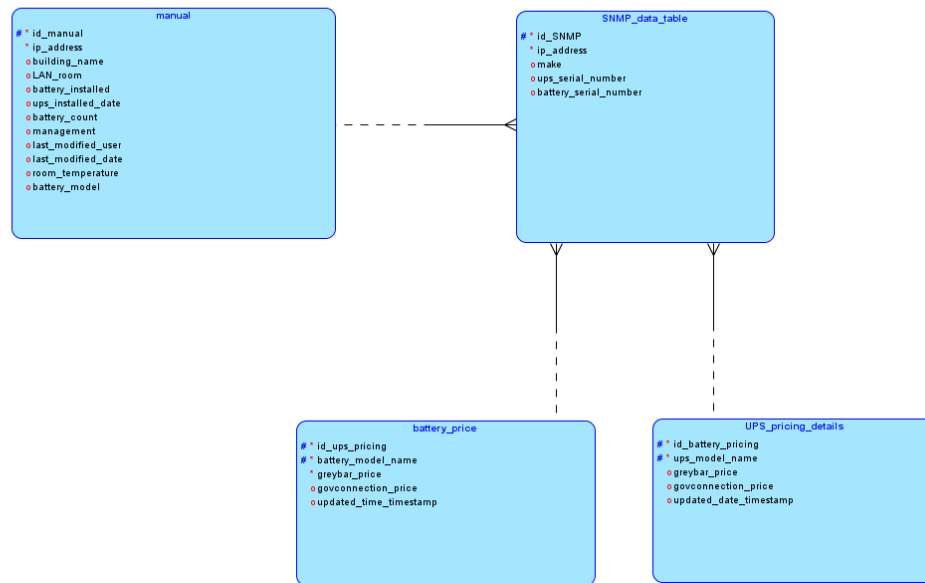 manual
# * id_manual
* ip_address
o building_name
o LAN_room
o battery_installed
o ups_installed_date
o battery_count
o management
o last_modified_user
o last_modified_date
o room_temperature
o battery_model
SNMP_data_table
# * id_SNMP
* ip_address
o make
o ups_serial_number
o battery_serial_number
battery_price
# * id_ups_pricing
# * battery_model_name
* greybar_price
o govconnection_price
o updated_time_timestamp
UPS_pricing_details
# * id_battery_pricing
# * ups_model_name
o greybar_price
o govconnection_price
o updated_date_timestamp